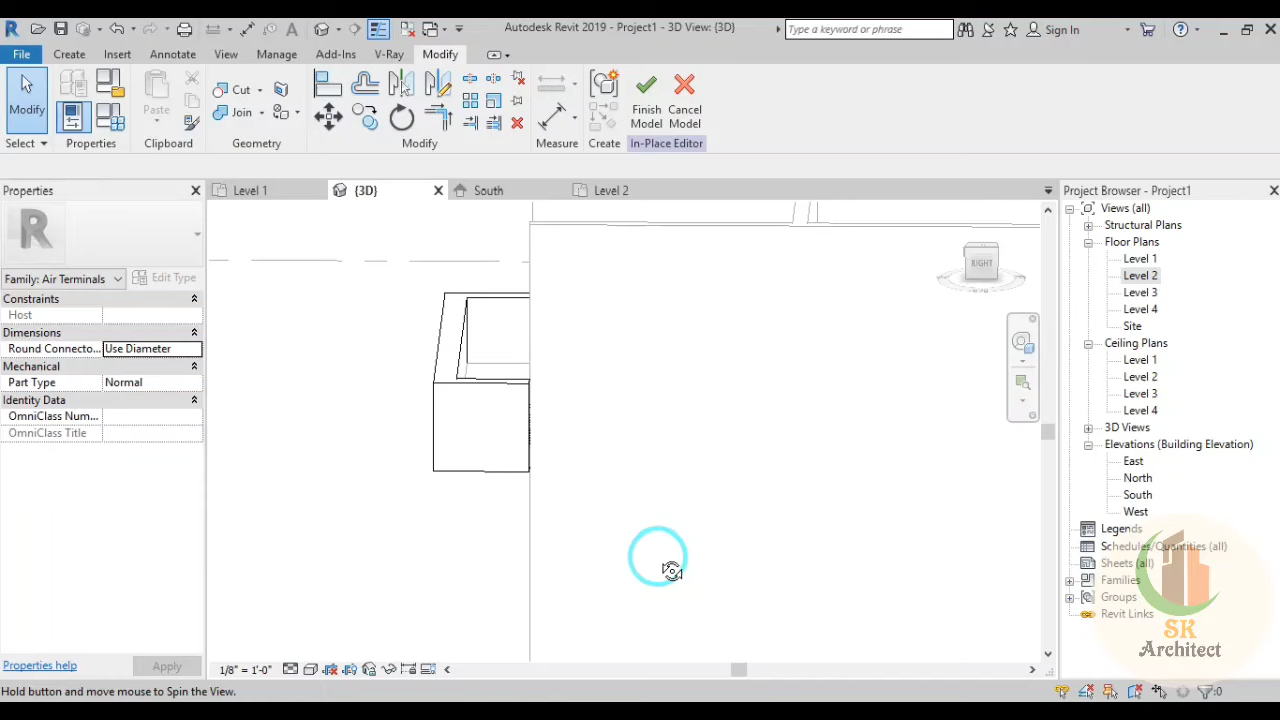 Autodesk Revit 2019 - Project1 - 3D View: {3D}
Type a keyword or phrase
Sign In
File
Create
Insert
Annotate
View
Manage
Add-Ins
V-Ray
Modify
Modify
Paste
Cut
Join
Finish
Model
Cancel
Model
Select
Properties
Clipboard
Geometry
Modify
Measure
Create
In-Place Editor
Properties
Level 1
{3D}
South
Level 2
Project Browser - Project1
R
Family: Air Terminals
Edit Type
Constraints
Host
Dimensions
Round Connecto... Use Diameter
Mechanical
Part Type Normal
Identity Data
OmniClass Num...
OmniClass Title
RIGHT
Views (all)
Structural Plans
Floor Plans
Level 1
Level 2
Level 3
Level 4
Site
Ceiling Plans
Level 1
Level 2
Level 3
Level 4
3D Views
Elevations (Building Elevation)
East
North
South
West
Legends
Schedules/Quantities (all)
Sheets (all)
Families
Groups
Revit Links
SK
Architect
Properties help
Apply
1/8" = 1'-0"
Hold button and move mouse to Spin the View.
:0